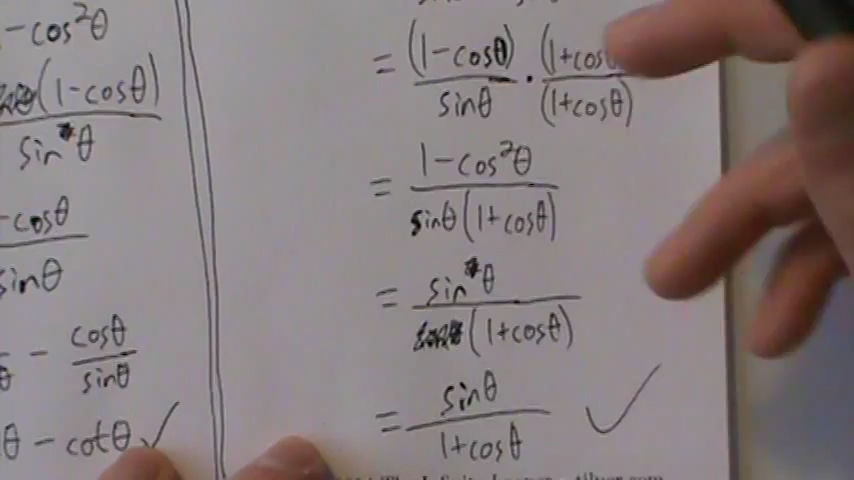 -cos²θ
(1-cosθ)
sin θ
-cosθ
sinθ
θ - cosθ
sinθ
θ - cotθ ✓
= (1-cosθ) · (1+cosθ)
sinθ (1+cosθ)
= 1-cos²θ
sinθ(1+cosθ)
= sin θ
(1+cosθ)
= sinθ ✓
1+cosθ